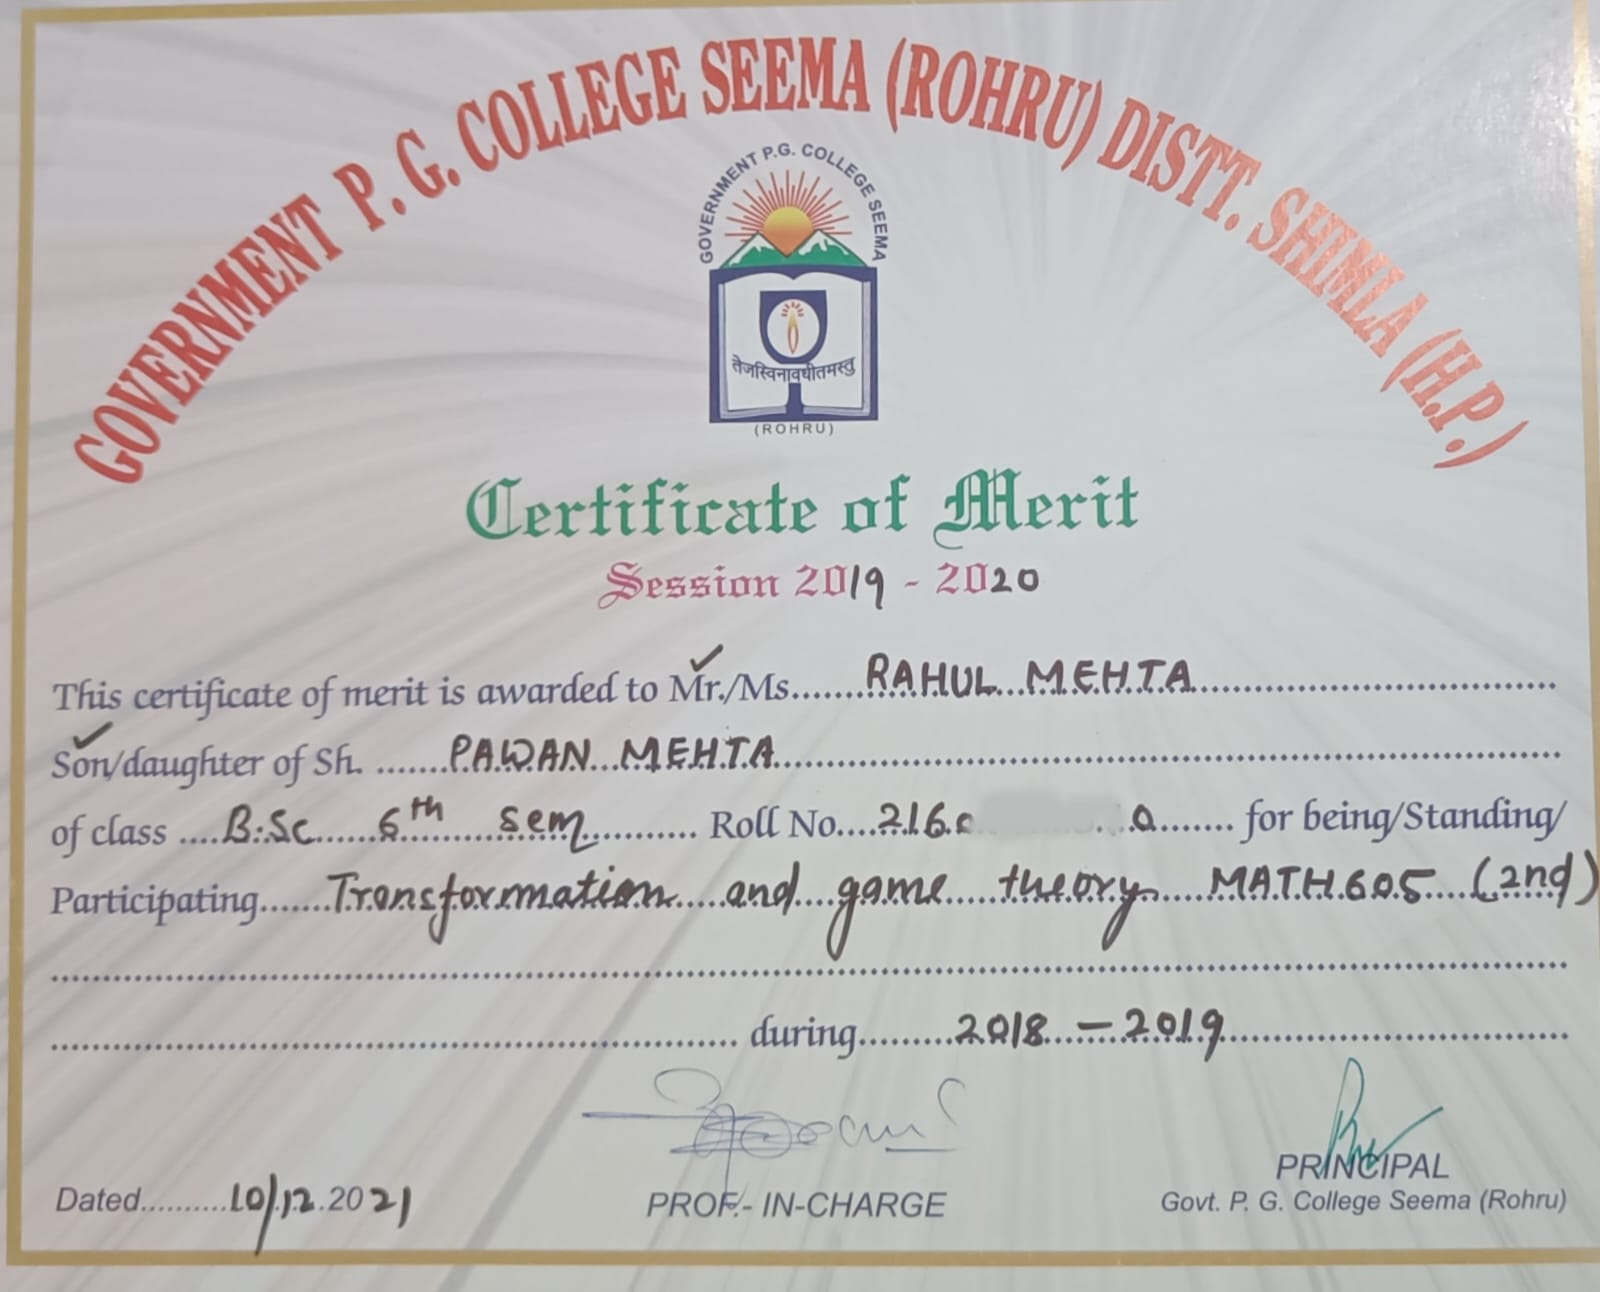 GOVERNMENT P. G. COLLEGE SEEMA (ROHRU) DISTT. SHIMLA (H.P.)
GOVERNMENT P.G. COLLEGE SEEMA
तेजस्विनावधीतमस्तु
(ROHRU)
Certificate of Merit
Session 2019 - 2020
This certificate of merit is awarded to Mr./Ms. RAHUL MEHTA
Son/daughter of Sh. PAWAN MEHTA
of class B.Sc 6th sem Roll No. 2160 0 for being/Standing/
Participating Transformation and game theory MATH 605 (2nd)
during 2018 - 2019
Dated 10/12.2021
PROF.- IN-CHARGE
PRINCIPAL
Govt. P. G. College Seema (Rohru)